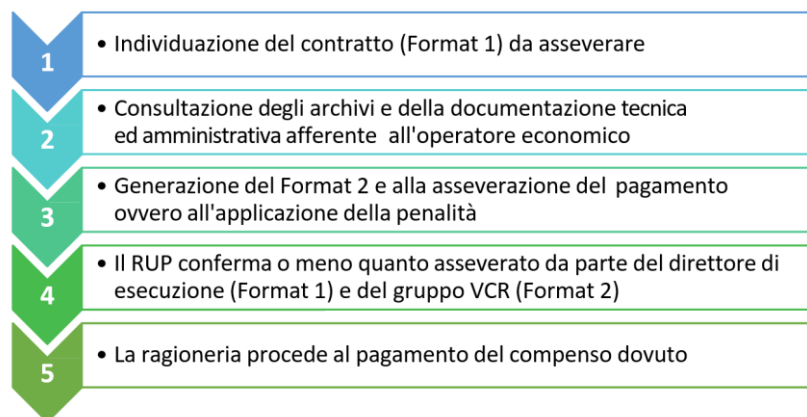 1
• Individuazione del contratto (Format 1) da asseverare
2
• Consultazione degli archivi e della documentazione tecnica
ed amministrativa afferente all'operatore economico
3
• Generazione del Format 2 e alla asseverazione del pagamento
ovvero all'applicazione della penalità
4
• Il RUP conferma o meno quanto asseverato da parte del direttore di
esecuzione (Format 1) e del gruppo VCR (Format 2)
5
• La ragioneria procede al pagamento del compenso dovuto